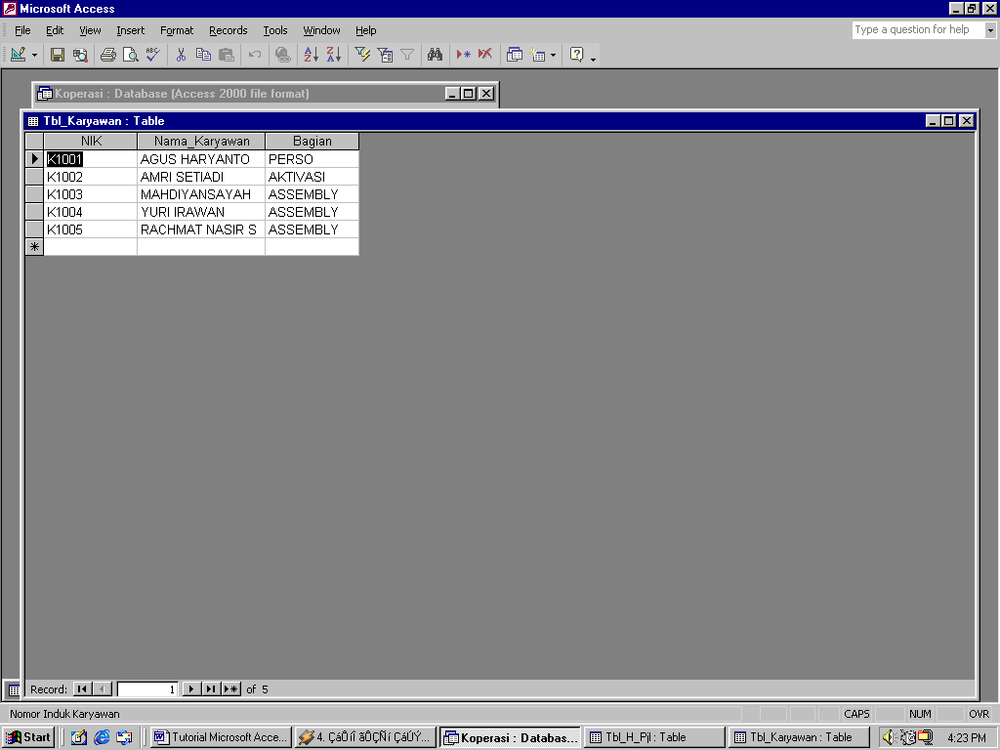 Microsoft Access
File Edit View Insert Format Records Tools Window Help Type a question for help
Koperasi : Database (Access 2000 file format)
Tbl_Karyawan : Table
NIK Nama_Karyawan Bagian
K1001 AGUS HARYANTO PERSO
K1002 AMRI SETIADI AKTIVASI
K1003 MAHDIYANSAYAH ASSEMBLY
K1004 YURI IRAWAN ASSEMBLY
K1005 RACHMAT NASIR S ASSEMBLY
Record: 1 of 5
Nomor Induk Karyawan CAPS NUM OVR
Start Tutorial Microsoft Acce... 4. ÇáÛíÏ ãÕÇÑí ÇáÚÝ... Koperasi : Databas... Tbl_H_Pjl : Table Tbl_Karyawan : Table 4:23 PM